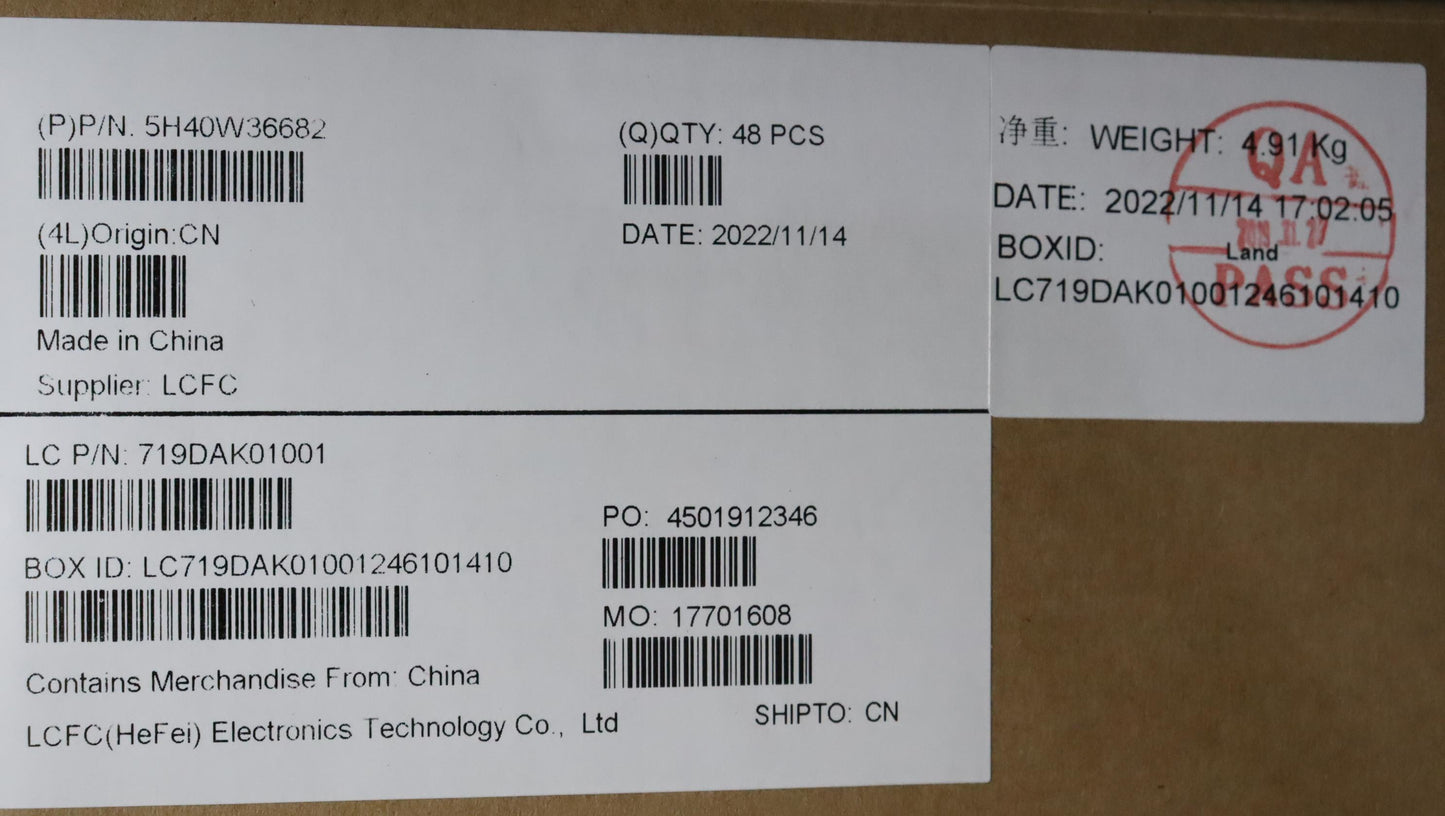 (P)P/N. 5H40W36682
(4L)Origin:CN
Made in China
Supplier: LCFC
(Q)QTY: 48 PCS
DATE: 2022/11/14
净重: WEIGHT: 4.91 Kg
DATE: 2022/11/14 17:02:05
BOXID: Land
LC719DAK01001246101410
QA
PASS
LC P/N: 719DAK01001
BOX ID: LC719DAK01001246101410
Contains Merchandise From: China
LCFC(HeFei) Electronics Technology Co., Ltd
PO: 4501912346
MO: 17701608
SHIPTO: CN